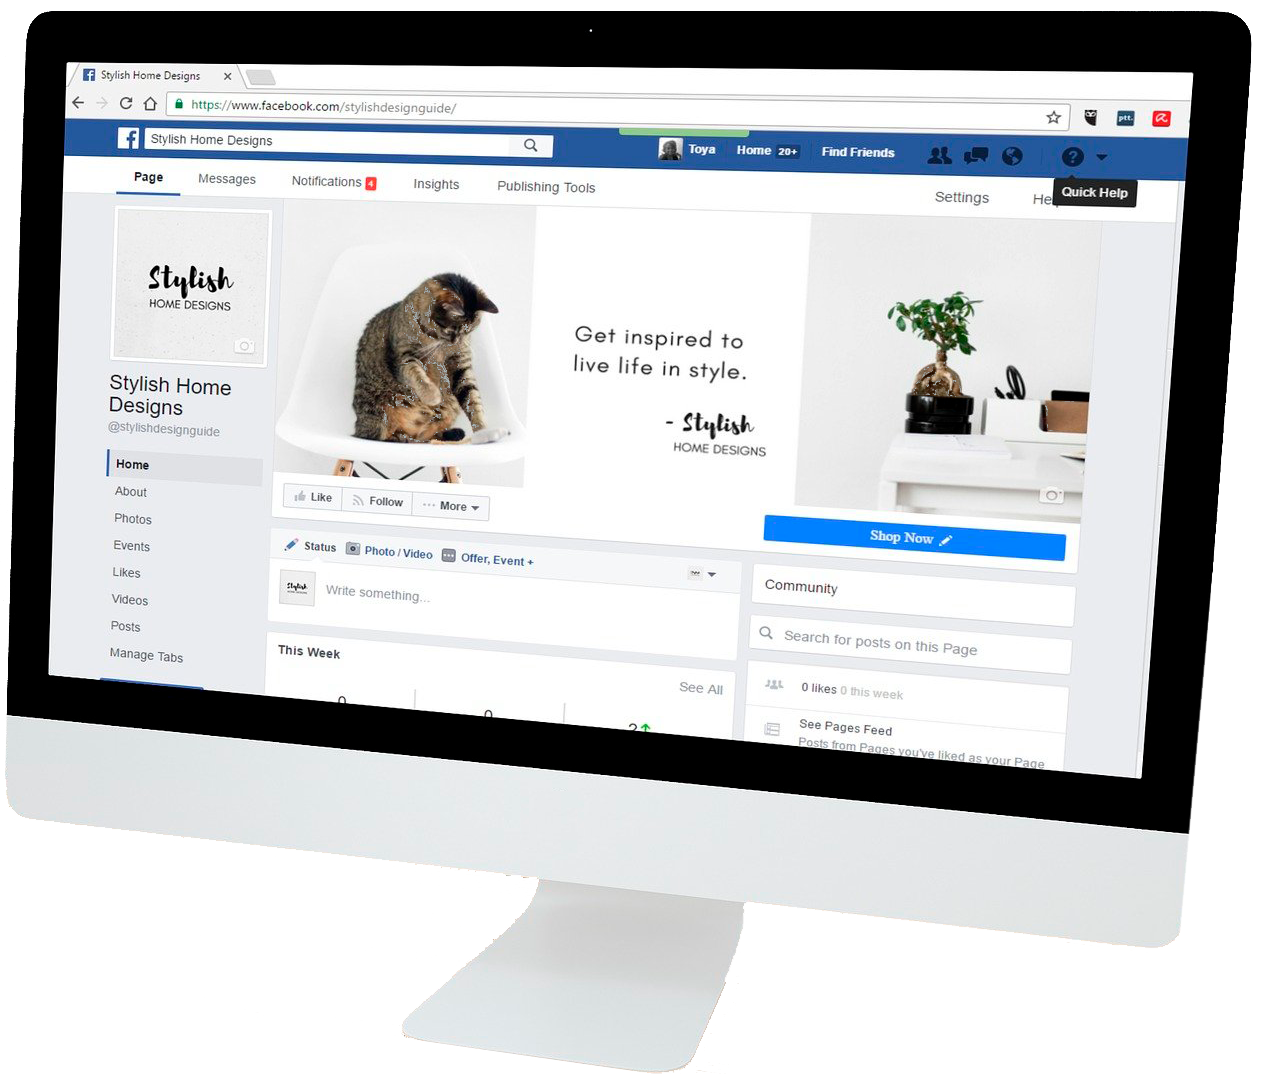 Stylish Home Designs
https://www.facebook.com/stylishdesignguide/
ptt.
Stylish Home Designs
Toya Home 20+ Find Friends
Quick Help
Page Messages Notifications 4 Insights Publishing Tools Settings
Stylish
HOME DESIGNS
Get inspired to
live life in style.
- Stylish
HOME DESIGNS
Stylish Home
Designs
@stylishdesignguide
Home
About
Photos
Events
Likes
Videos
Posts
Manage Tabs
Like Follow ··· More
Shop Now
Status Photo / Video Offer, Event +
Stylish
Write something...
This Week
See All
0 0 2
Community
Search for posts on this Page
0 likes 0 this week
See Pages Feed
Posts from Pages you've liked as your Page